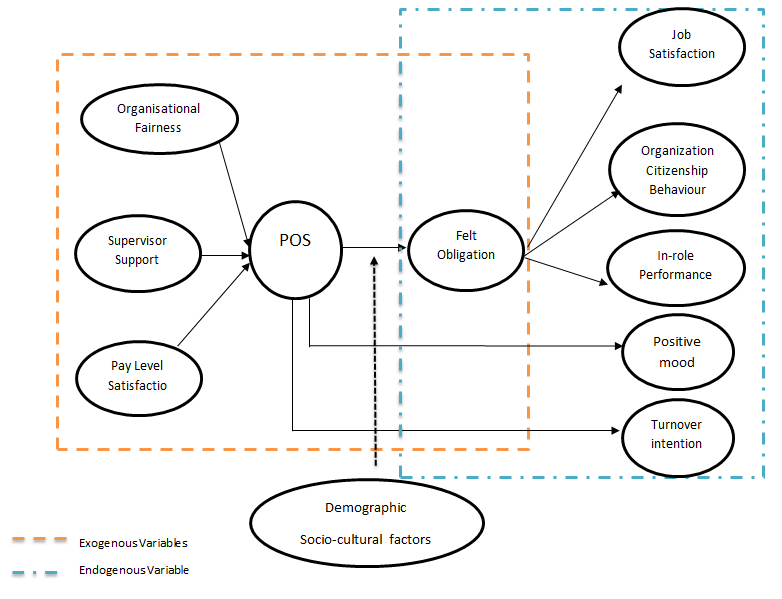 Job
Satisfaction
Organisational
Fairness
Organization
Citizenship
Behaviour
Supervisor
Support
POS
Felt
Obligation
In-role
Performance
Pay Level
Satisfactio
Positive
mood
Turnover
intention
Demographic
Socio-cultural factors
Exogenous Variables
Endogenous Variable